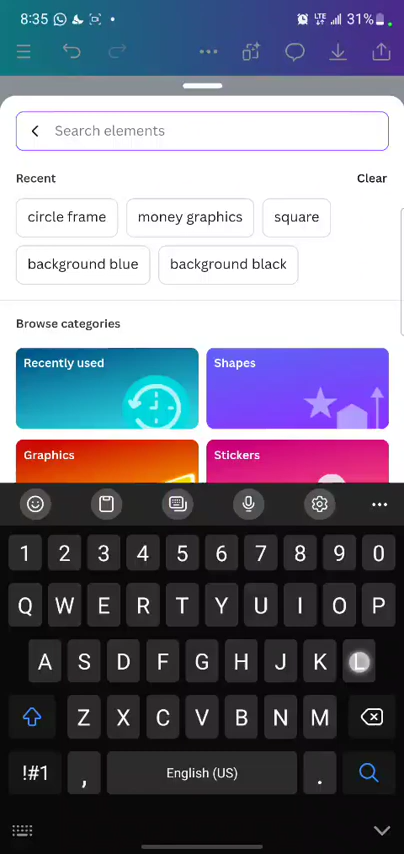 8:35 LTE 31%
Search elements
Recent Clear
circle frame money graphics square
background blue background black
Browse categories
Recently used Shapes
Graphics Stickers
1 2 3 4 5 6 7 8 9 0
Q W E R T Y U I O P
A S D F G H J K L
Z X C V B N M
!#1 , English (US) .